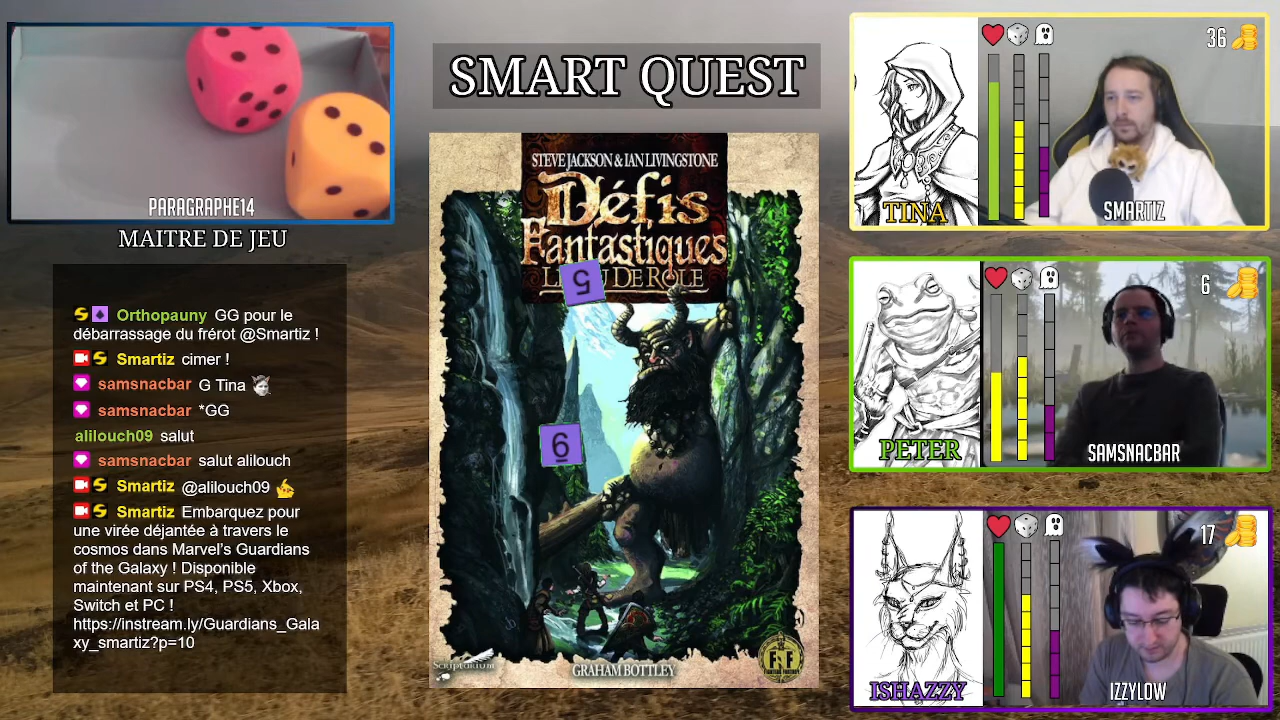 PARAGRAPHE14
MAITRE DE JEU
Orthopauny GG pour le
débarrassage du frérot @Smartiz !
Smartiz cimer !
samsnacbar G Tina
samsnacbar *GG
alilouch09 salut
samsnacbar salut alilouch
Smartiz @alilouch09
Smartiz Embarquez pour
une virée déjantée à travers le
cosmos dans Marvel's Guardians
of the Galaxy ! Disponible
maintenant sur PS4, PS5, Xbox,
Switch et PC !
https://instream.ly/Guardians_Gala
xy_smartiz?p=10
SMART QUEST
STEVE JACKSON & IAN LIVINGSTONE
Défis
Fantastiques
DE RÔLE
5
6
Scriptarium
GRAHAM BOTTLEY
FF
36
TINA
SMARTIZ
6
PETER
SAMSNACBAR
17
ISHAZZY
IZZYLOW